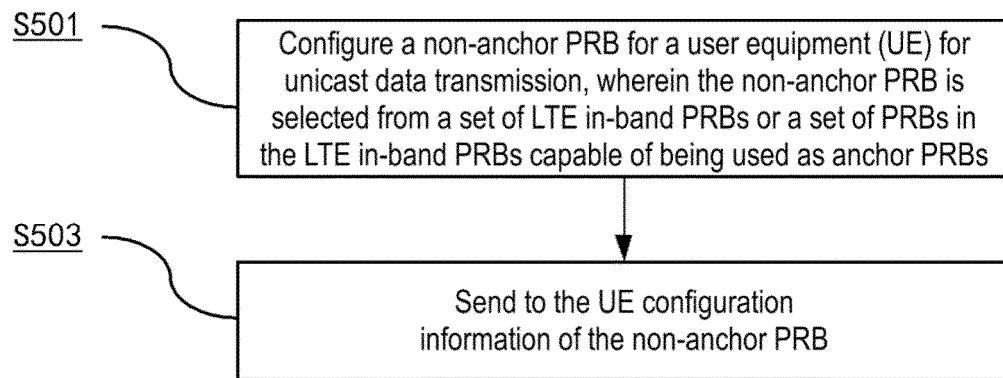 S501
Configure a non-anchor PRB for a user equipment (UE) for
unicast data transmission, wherein the non-anchor PRB is
selected from a set of LTE in-band PRBs or a set of PRBs in
the LTE in-band PRBs capable of being used as anchor PRBs
S503
Send to the UE configuration
information of the non-anchor PRB